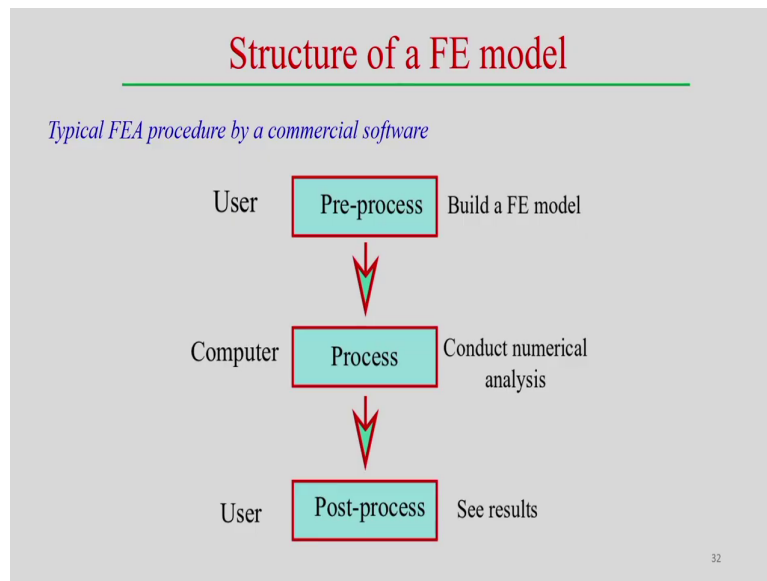 Structure of a FE model
Typical FEA procedure by a commercial software
User
Pre-process
Build a FE model
Computer
Process
Conduct numerical
analysis
User
Post-process
See results
32